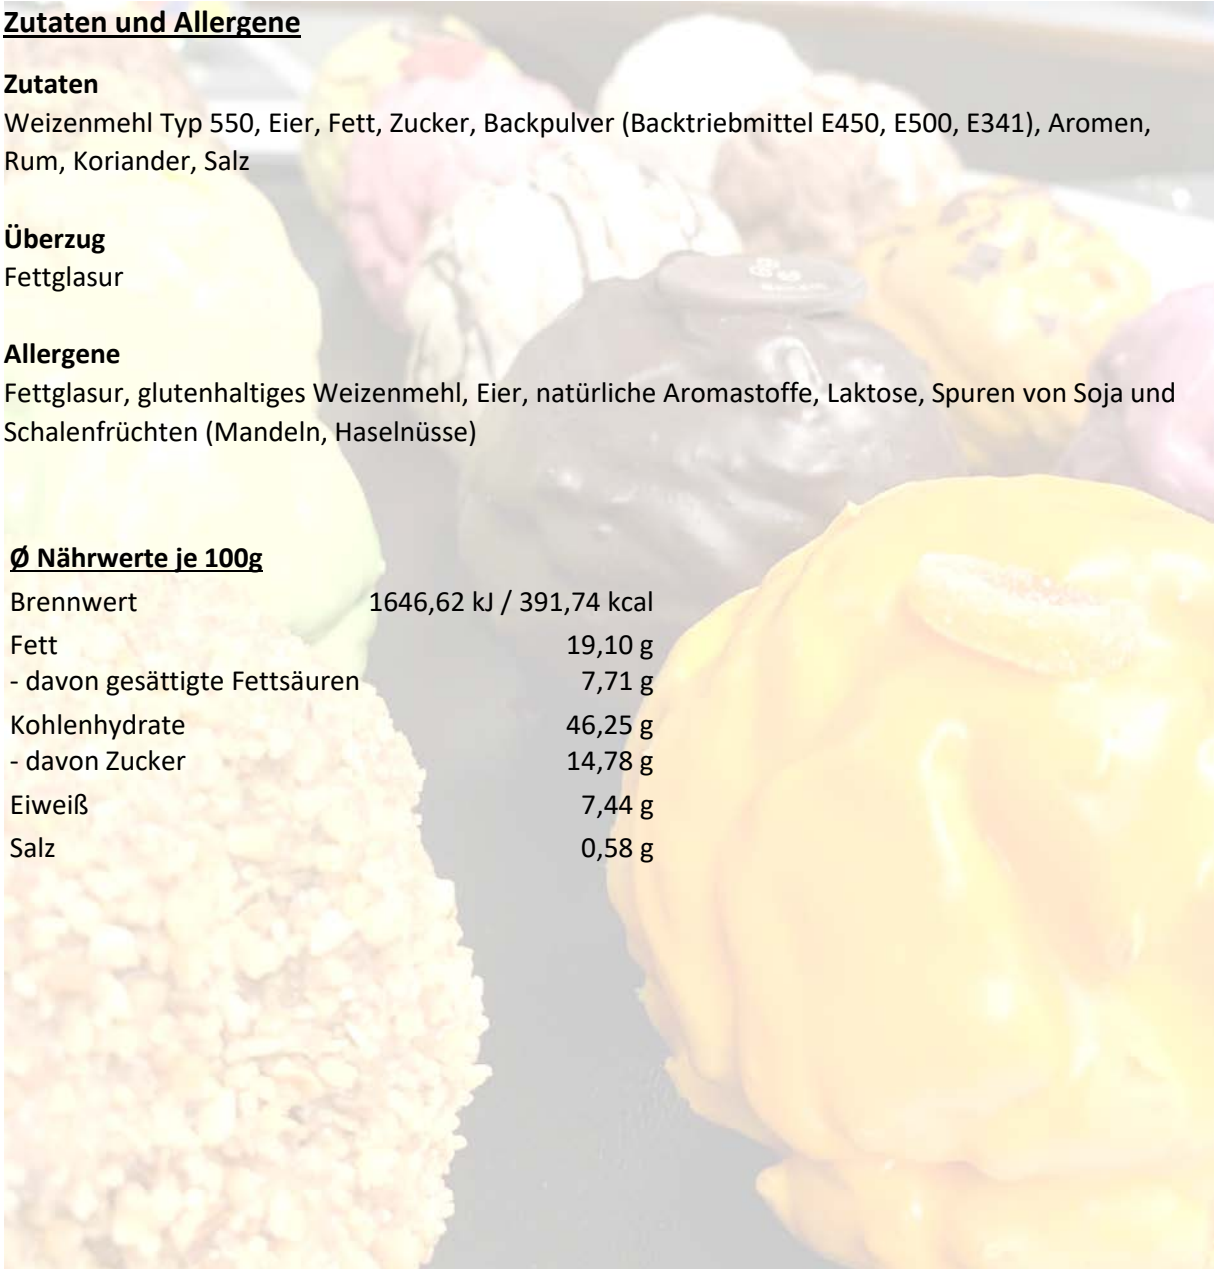 Zutaten und Allergene
Zutaten
Weizenmehl Typ 550, Eier, Fett, Zucker, Backpulver (Backtriebmittel E450, E500, E341), Aromen,
Rum, Koriander, Salz
Überzug
Fettglasur
Allergene
Fettglasur, glutenhaltiges Weizenmehl, Eier, natürliche Aromastoffe, Laktose, Spuren von Soja und
Schalenfrüchten (Mandeln, Haselnüsse)
Ø Nährwerte je 100g
Brennwert 1646,62 kJ / 391,74 kcal
Fett 19,10 g
- davon gesättigte Fettsäuren 7,71 g
Kohlenhydrate 46,25 g
- davon Zucker 14,78 g
Eiweiß 7,44 g
Salz 0,58 g